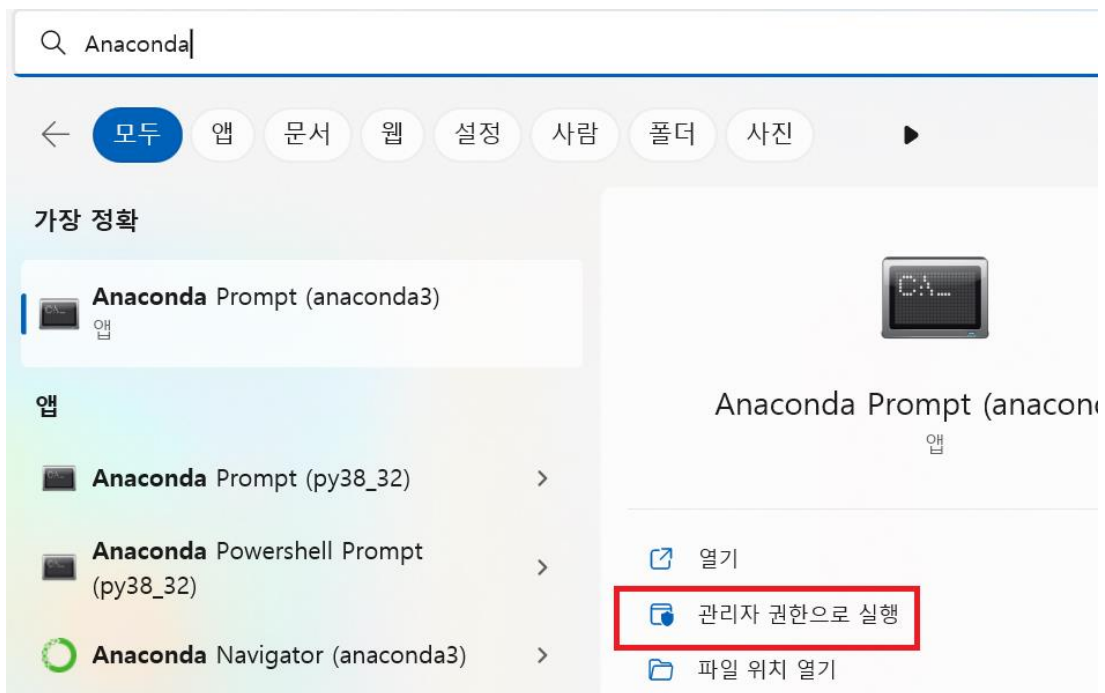 Anaconda
모두 앱 문서 웹 설정 사람 폴더 사진
가장 정확
Anaconda Prompt (anaconda3)
앱
앱
Anaconda Prompt (py38_32)
Anaconda Powershell Prompt
(py38_32)
Anaconda Navigator (anaconda3)
Anaconda Prompt (anacon
앱
열기
관리자 권한으로 실행
파일 위치 열기